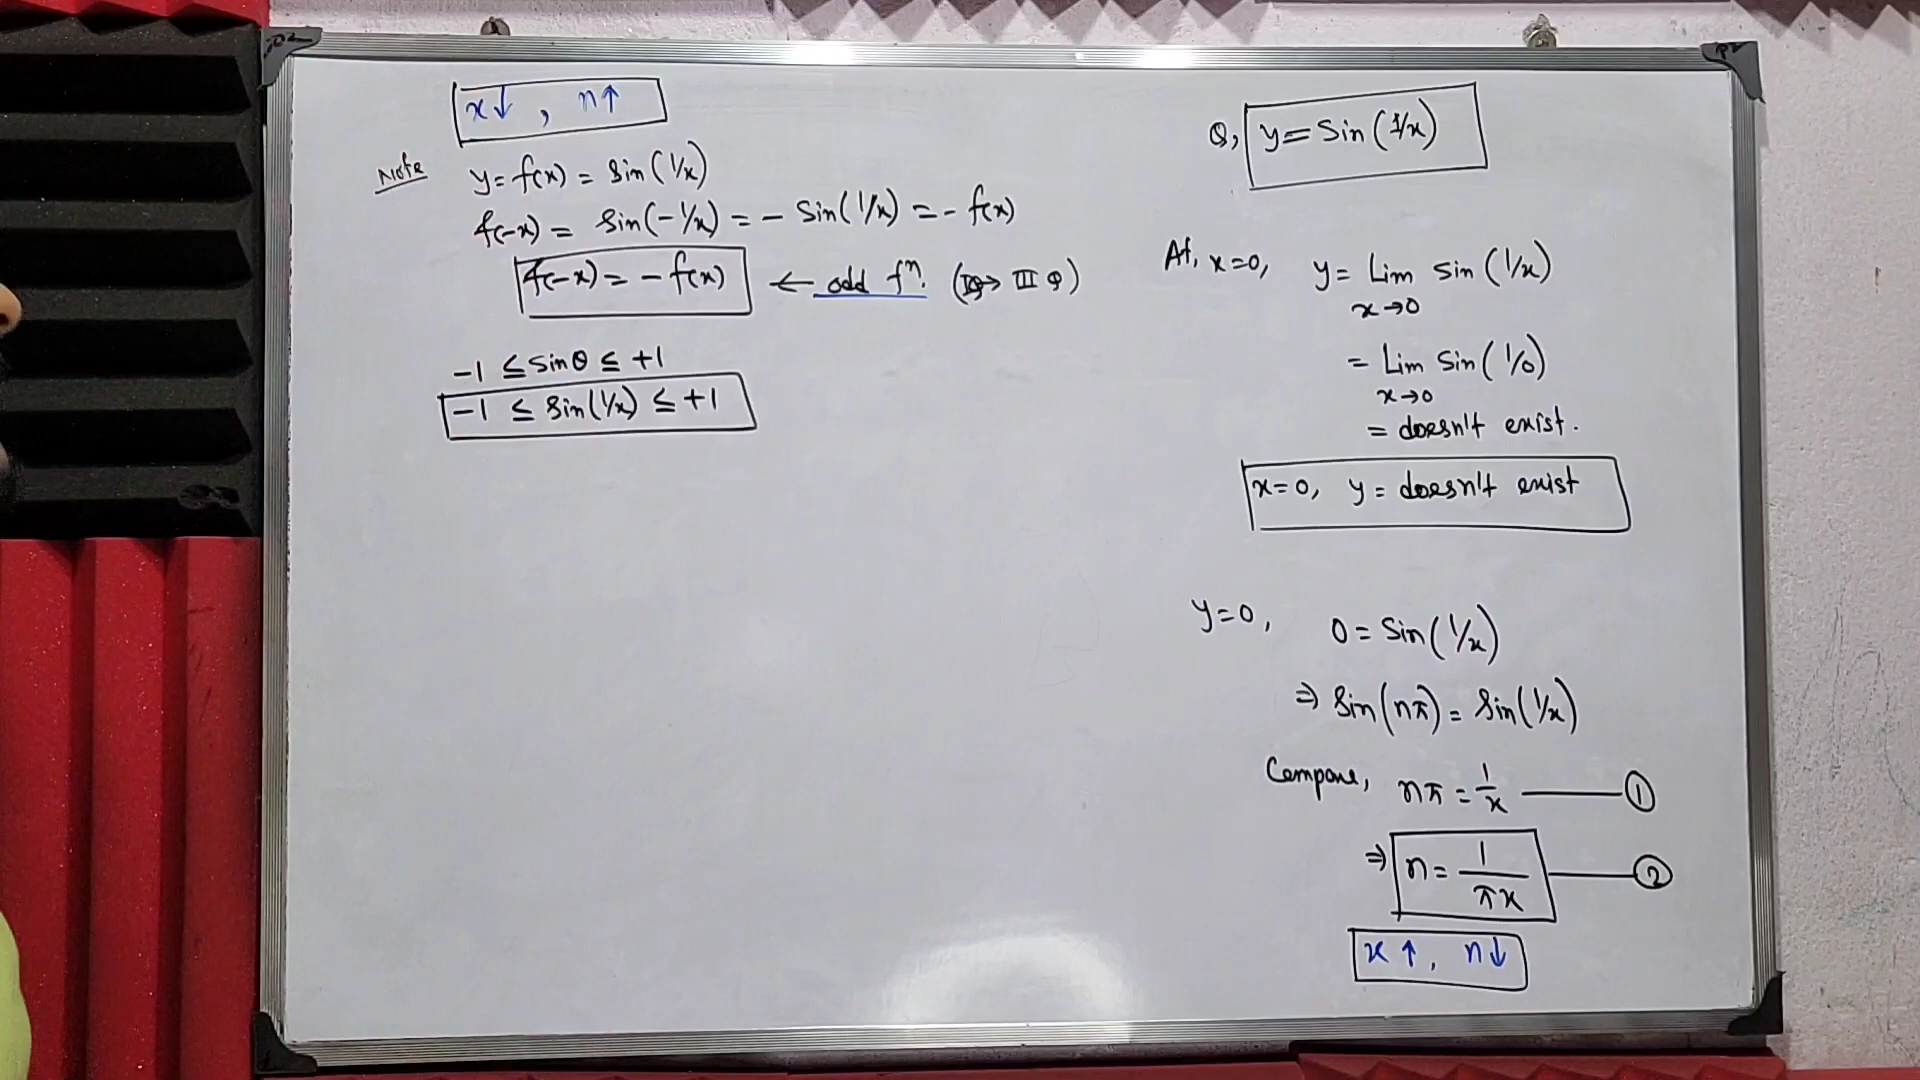 x↓ , n↑
Note y = f(x) = Sin(1/x)
f(-x) = Sin(-1/x) = - Sin(1/x) = - f(x)
f(-x) = - f(x) ← odd fⁿ. (IQ → III Q)
-1 ≤ Sinθ ≤ +1
-1 ≤ Sin(1/x) ≤ +1
Q, y = Sin(1/x)
At, x=0, y = Lim Sin(1/x)
x→0
= Lim Sin(1/0)
x→0
= doesn't exist.
x=0, y = doesn't exist
y=0, 0 = Sin(1/x)
⇒ Sin(nπ) = Sin(1/x)
Compare, nπ = 1/x —— ①
⇒ n = 1/πx —— ②
x↑, n↓